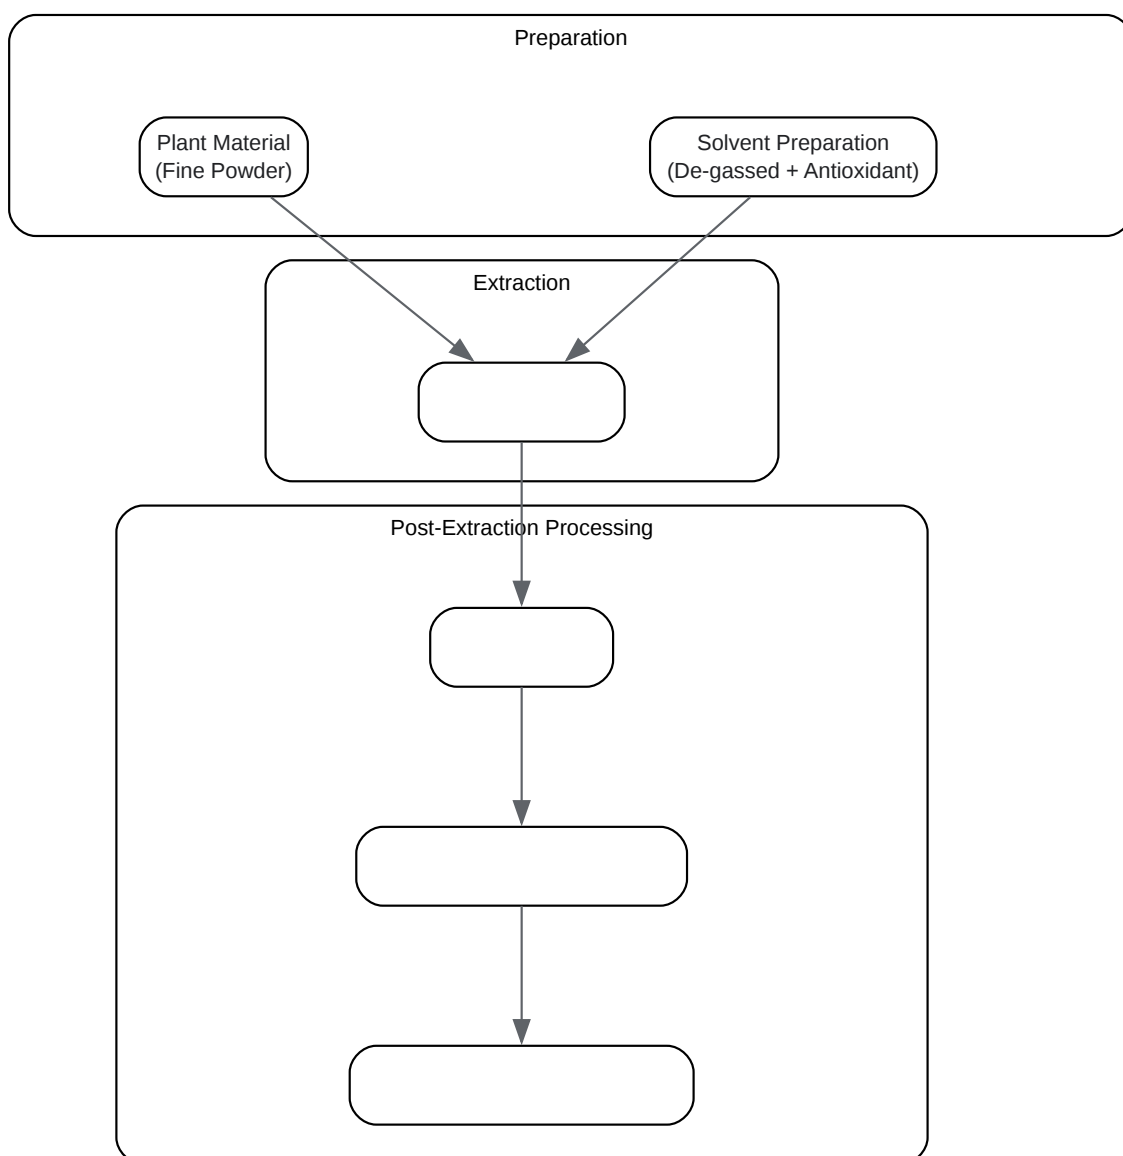 Preparation
Plant Material
(Fine Powder)
Solvent Preparation
(De-gassed + Antioxidant)
Extraction
Post-Extraction Processing